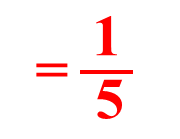 = 1/5